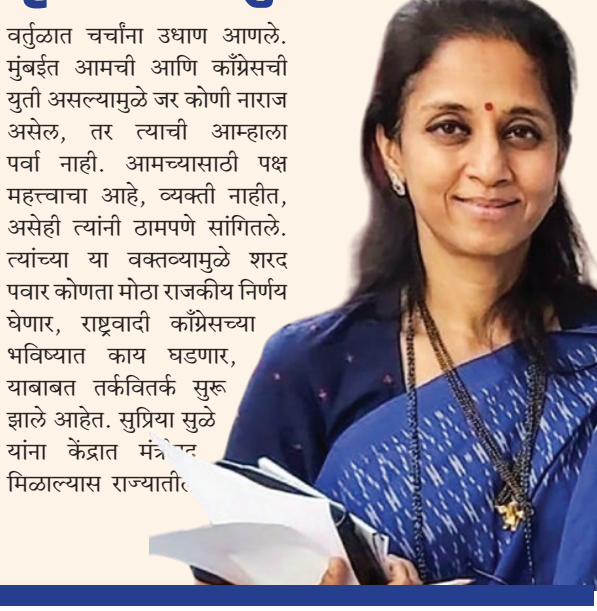 वर्तुळात चर्चांना उधाण आणले.
मुंबईत आमची आणि काँग्रेसची
युती असल्यामुळे जर कोणी नाराज
असेल, तर त्याची आम्हाला
पर्वा नाही. आमच्यासाठी पक्ष
महत्त्वाचा आहे, व्यक्ती नाहीत,
असेही त्यांनी ठामपणे सांगितले.
त्यांच्या या वक्तव्यामुळे शरद
पवार कोणता मोठा राजकीय निर्णय
घेणार, राष्ट्रवादी काँग्रेसच्या
भविष्यात काय घडणार,
याबाबत तर्कवितर्क सुरू
झाले आहेत. सुप्रिया सुळे
यांना केंद्रात
मिळाल्यास